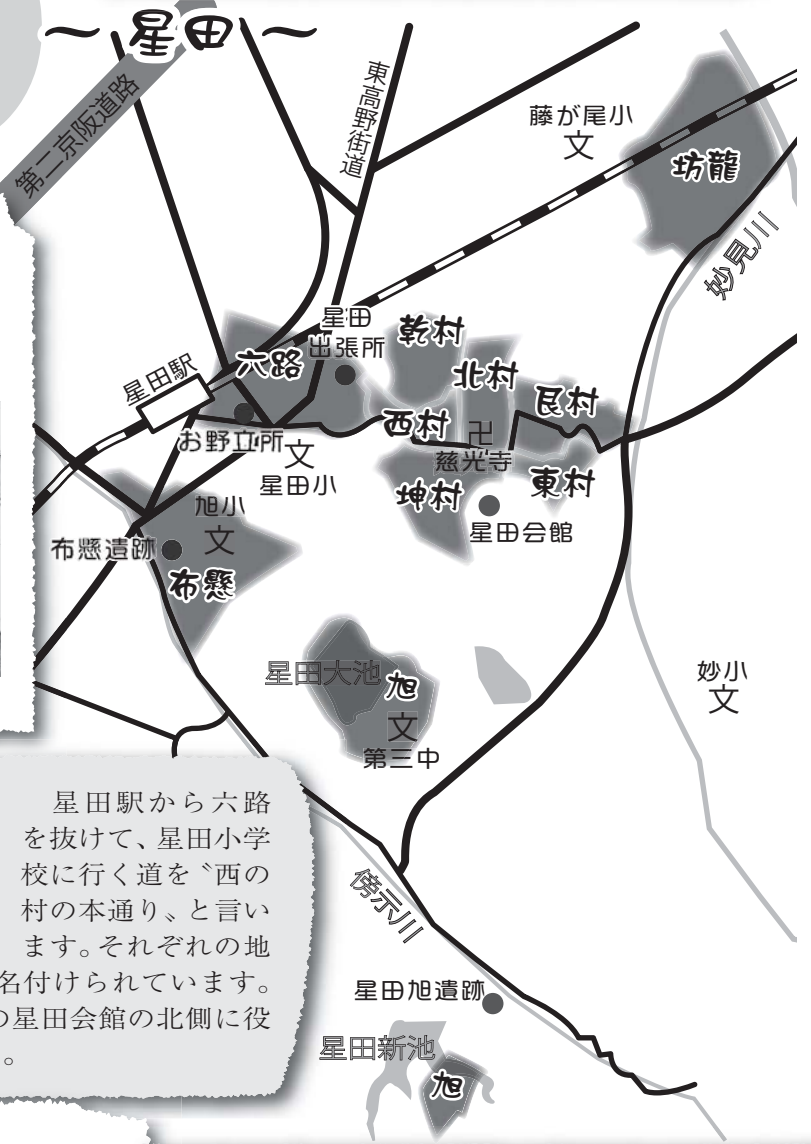 ～星田～
第二京阪道路
東高野街道
藤が尾小
文
坊龍
妙見川
星田
出張所
乾村
六路
星田駅
北村
艮村
西村
卍
慈光寺
お野立所
文
星田小
坤村
東村
星田会館
旭小
文
布懸遺跡
布懸
星田大池
旭
文
第三中
妙小
文
星田駅から六路
を抜けて、星田小学
校に行く道を〝西の
村の本通り〟と言い
ます。それぞれの地
名付けられています。
の星田会館の北側に役
。
傍示川
星田旭遺跡
星田新池
旭